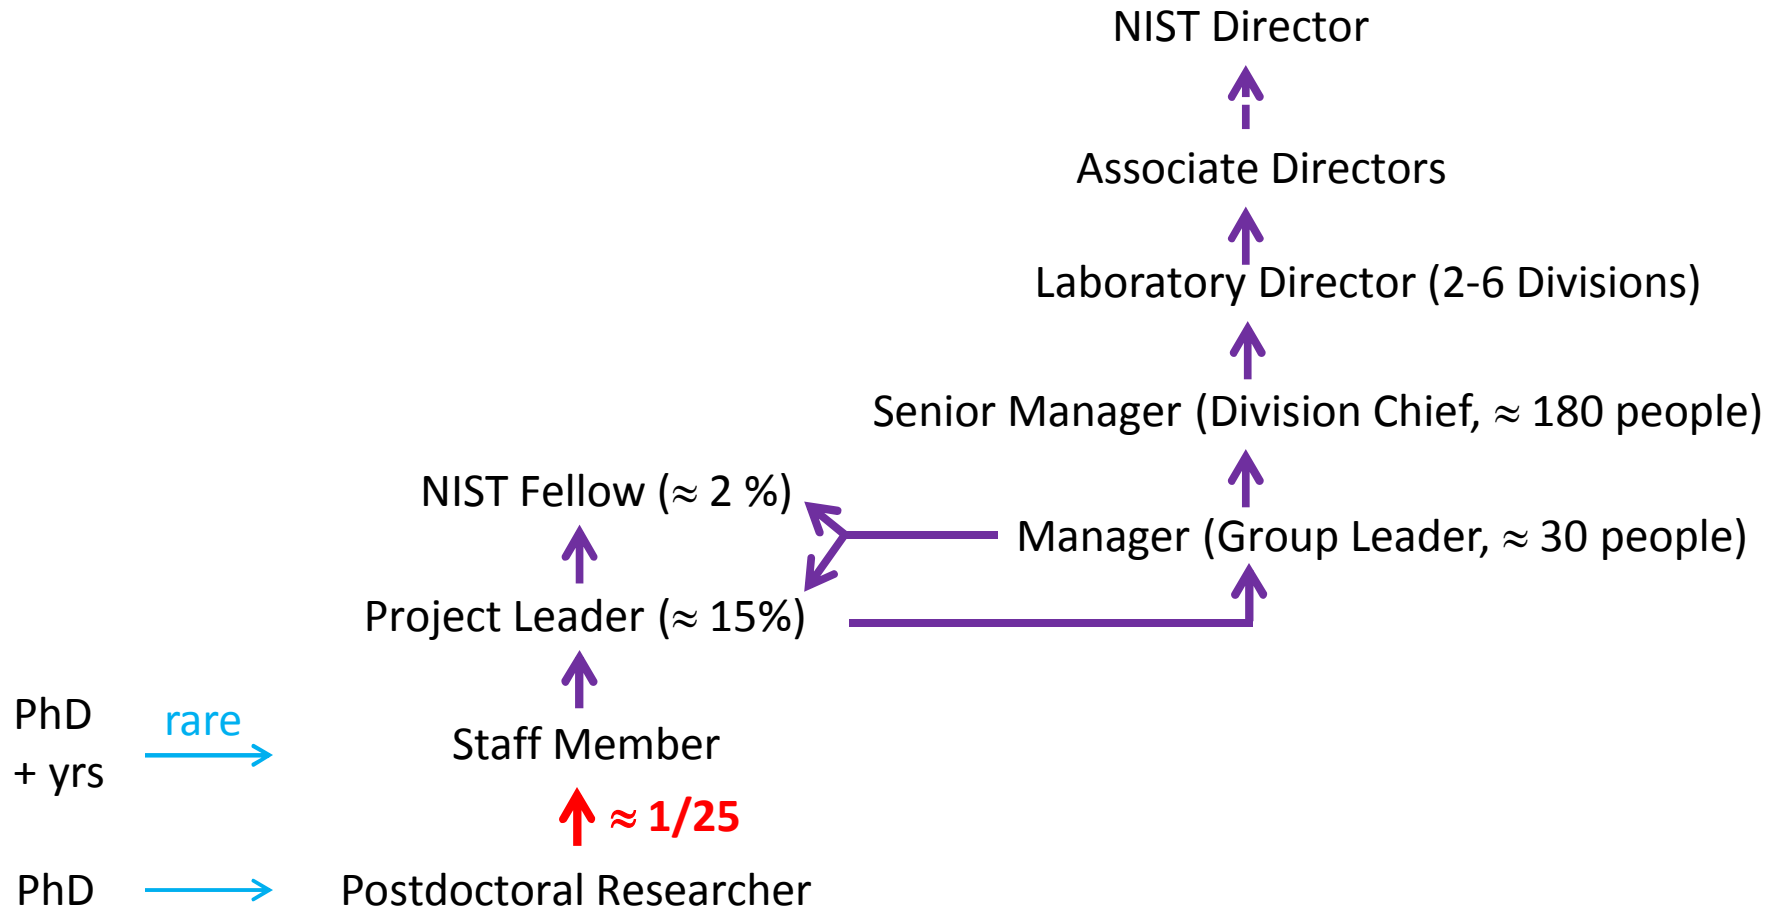 NIST Director
Associate Directors
Laboratory Director (2-6 Divisions)
Senior Manager (Division Chief, ≈ 180 people)
NIST Fellow (≈ 2 %)
Manager (Group Leader, ≈ 30 people)
Project Leader (≈ 15%)
PhD
+ yrs
rare
Staff Member
≈ 1/25
PhD
Postdoctoral Researcher